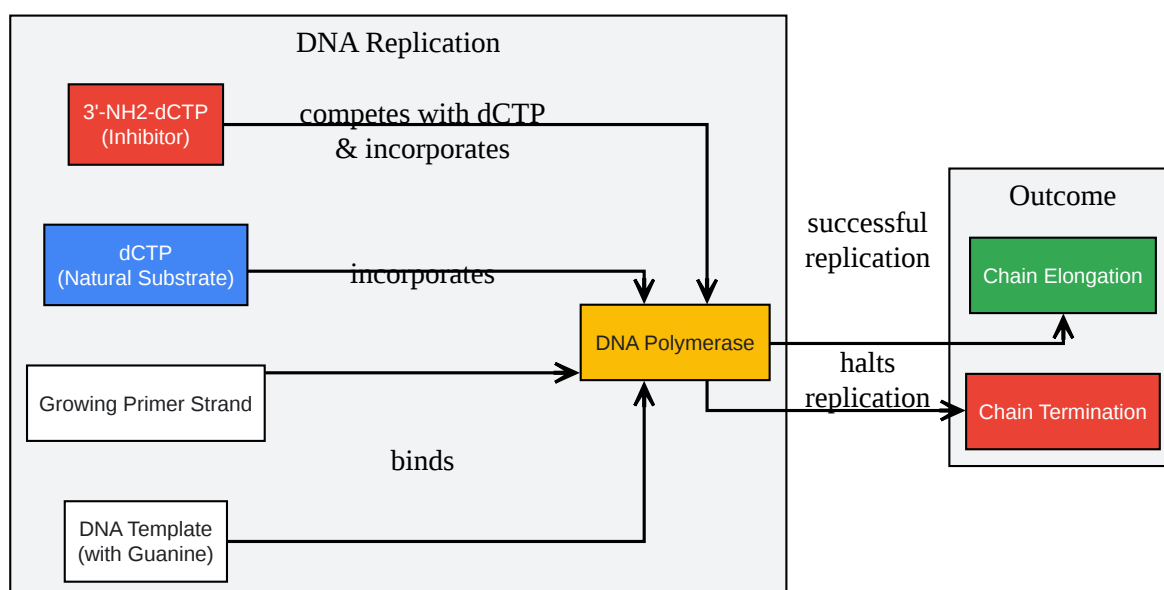 DNA Replication
3'-NH2-dCTP
(Inhibitor)
competes with dCTP
& incorporates
dCTP
(Natural Substrate)
incorporates
DNA Polymerase
Growing Primer Strand
binds
DNA Template
(with Guanine)
successful
replication
halts
replication
Outcome
Chain Elongation
Chain Termination